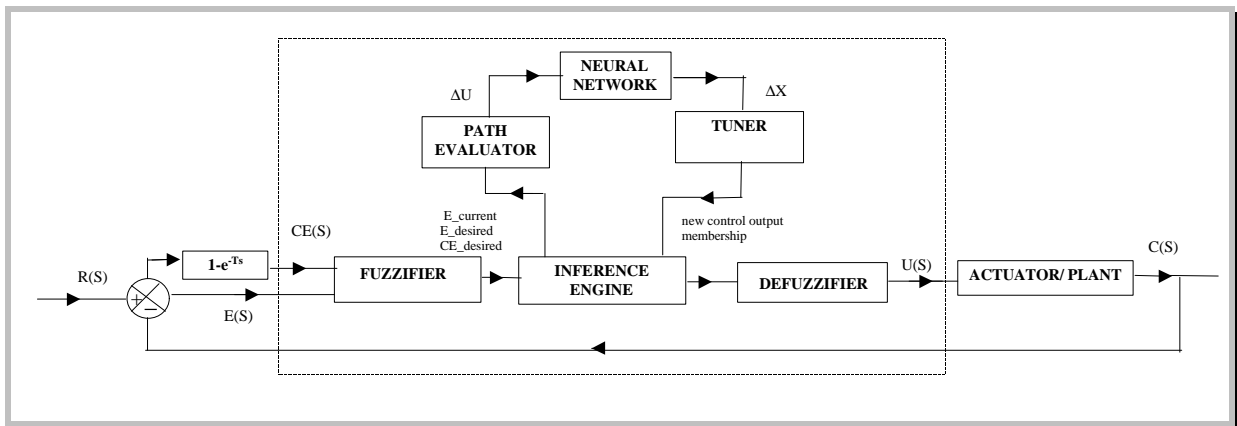 NEURAL
NETWORK
ΔU
ΔX
PATH
EVALUATOR
TUNER
E_current
E_desired
CE_desired
new control output
membership
CE(S)
1-e-Ts
R(S)
+
−
E(S)
FUZZIFIER
INFERENCE
ENGINE
DEFUZZIFIER
U(S)
ACTUATOR/ PLANT
C(S)